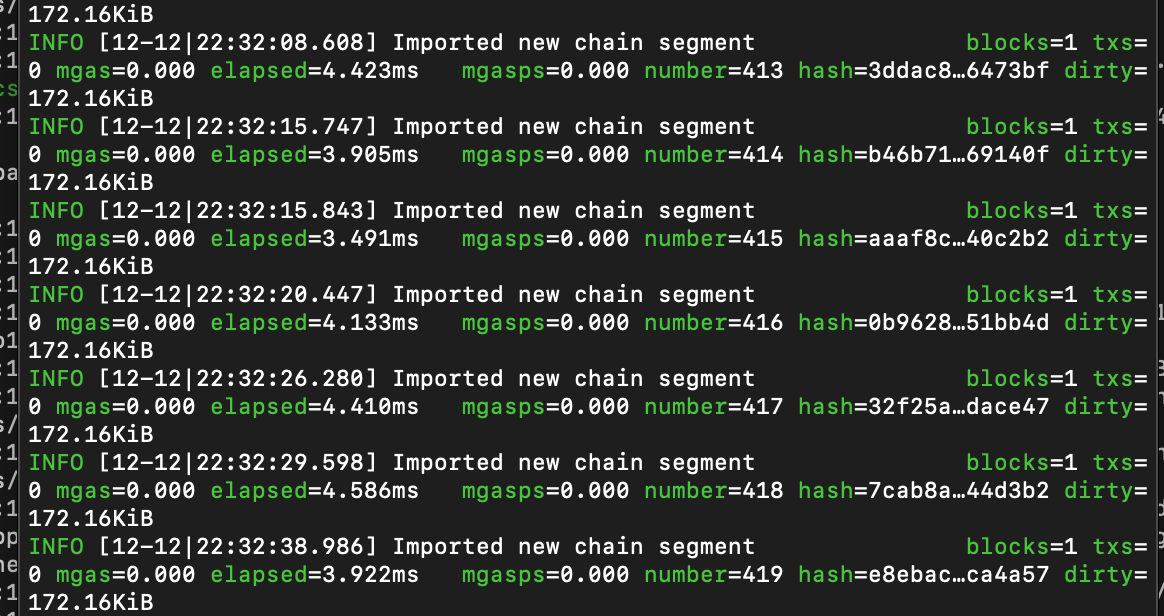 172.16KiB
INFO [12-12|22:32:08.608] Imported new chain segment blocks=1 txs=
0 mgas=0.000 elapsed=4.423ms mgasps=0.000 number=413 hash=3ddac8…6473bf dirty=
172.16KiB
INFO [12-12|22:32:15.747] Imported new chain segment blocks=1 txs=
0 mgas=0.000 elapsed=3.905ms mgasps=0.000 number=414 hash=b46b71…69140f dirty=
172.16KiB
INFO [12-12|22:32:15.843] Imported new chain segment blocks=1 txs=
0 mgas=0.000 elapsed=3.491ms mgasps=0.000 number=415 hash=aaaf8c…40c2b2 dirty=
172.16KiB
INFO [12-12|22:32:20.447] Imported new chain segment blocks=1 txs=
0 mgas=0.000 elapsed=4.133ms mgasps=0.000 number=416 hash=0b9628…51bb4d dirty=
172.16KiB
INFO [12-12|22:32:26.280] Imported new chain segment blocks=1 txs=
0 mgas=0.000 elapsed=4.410ms mgasps=0.000 number=417 hash=32f25a…dace47 dirty=
172.16KiB
INFO [12-12|22:32:29.598] Imported new chain segment blocks=1 txs=
0 mgas=0.000 elapsed=4.586ms mgasps=0.000 number=418 hash=7cab8a…44d3b2 dirty=
172.16KiB
INFO [12-12|22:32:38.986] Imported new chain segment blocks=1 txs=
0 mgas=0.000 elapsed=3.922ms mgasps=0.000 number=419 hash=e8ebac…ca4a57 dirty=
172.16KiB